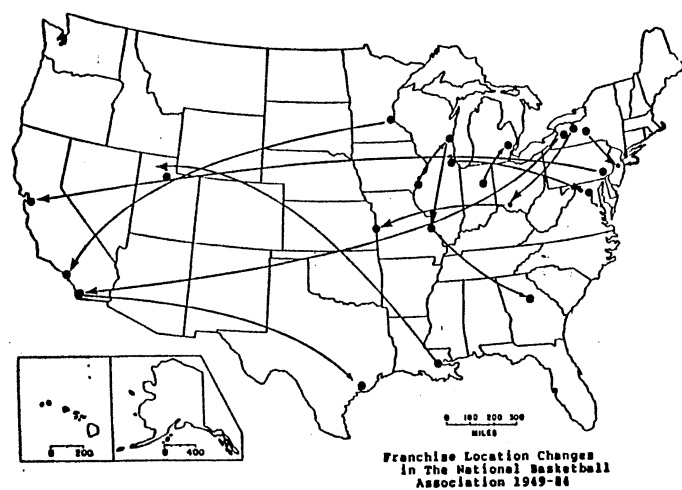 0 100 200 300
MILES
0 200
0 400
Franchise Location Changes
in The National Basketball
Association 1949-84